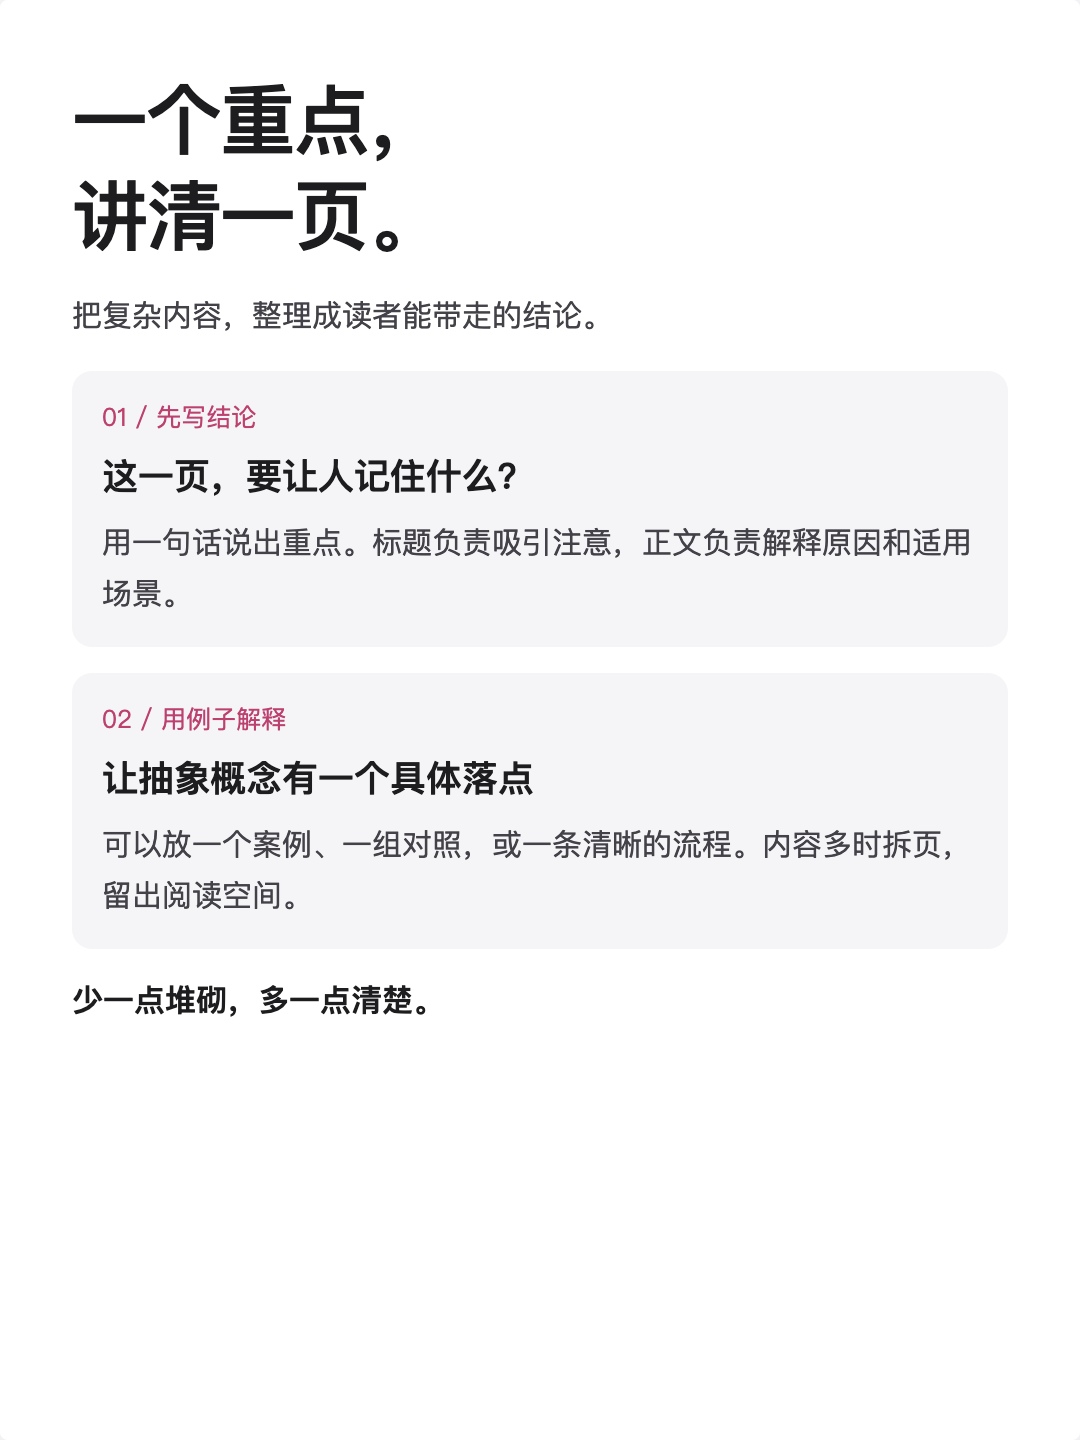 一个重点，
讲清一页。
把复杂内容，整理成读者能带走的结论。
01 / 先写结论
这一页，要让人记住什么？
用一句话说出重点。标题负责吸引注意，正文负责解释原因和适用
场景。
02 / 用例子解释
让抽象概念有一个具体落点
可以放一个案例、一组对照，或一条清晰的流程。内容多时拆页，
留出阅读空间。
少一点堆砌，多一点清楚。